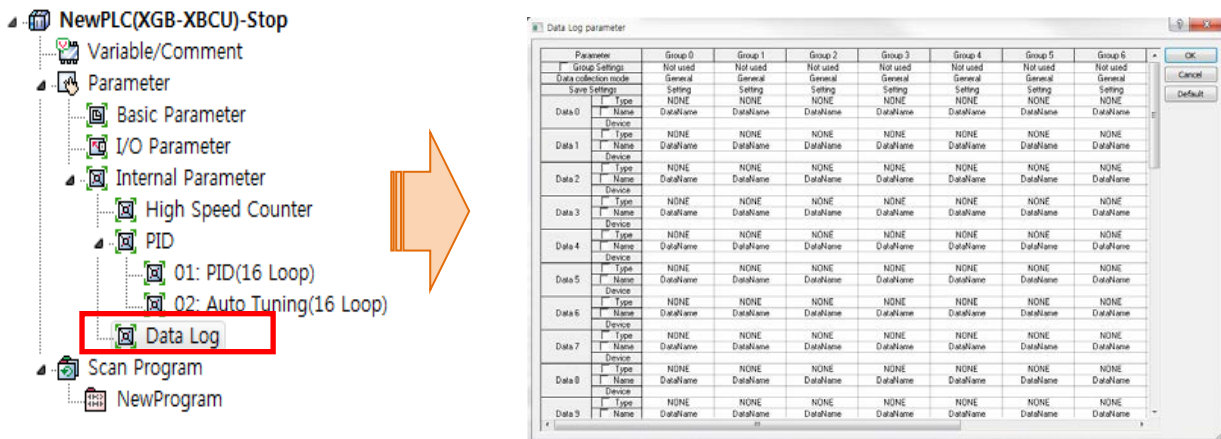 NewPLC(XGB-XBCU)-Stop
Variable/Comment
Parameter
Basic Parameter
I/O Parameter
Internal Parameter
High Speed Counter
PID
01: PID(16 Loop)
02: Auto Tuning(16 Loop)
Data Log
Scan Program
NewProgram
Data Log parameter
Parameter Group 0 Group 1 Group 2 Group 3 Group 4 Group 5 Group 6
Group Settings Not used Not used Not used Not used Not used Not used Not used
Data collection mode General General General General General General General
Save Settings Setting Setting Setting Setting Setting Setting Setting
Data 0 Type NONE NONE NONE NONE NONE NONE NONE
Name DataName DataName DataName DataName DataName DataName DataName
Device
Data 1 Type NONE NONE NONE NONE NONE NONE NONE
Name DataName DataName DataName DataName DataName DataName DataName
Device
Data 2 Type NONE NONE NONE NONE NONE NONE NONE
Name DataName DataName DataName DataName DataName DataName DataName
Device
Data 3 Type NONE NONE NONE NONE NONE NONE NONE
Name DataName DataName DataName DataName DataName DataName DataName
Device
Data 4 Type NONE NONE NONE NONE NONE NONE NONE
Name DataName DataName DataName DataName DataName DataName DataName
Device
Data 5 Type NONE NONE NONE NONE NONE NONE NONE
Name DataName DataName DataName DataName DataName DataName DataName
Device
Data 6 Type NONE NONE NONE NONE NONE NONE NONE
Name DataName DataName DataName DataName DataName DataName DataName
Device
Data 7 Type NONE NONE NONE NONE NONE NONE NONE
Name DataName DataName DataName DataName DataName DataName DataName
Device
Data 8 Type NONE NONE NONE NONE NONE NONE NONE
Name DataName DataName DataName DataName DataName DataName DataName
Device
Data 9 Type NONE NONE NONE NONE NONE NONE NONE
Name DataName DataName DataName DataName DataName DataName DataName
OK
Cancel
Default